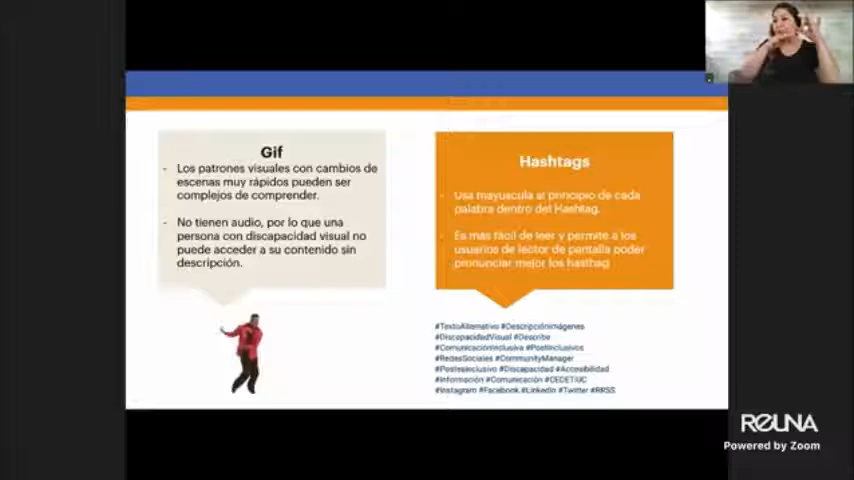 Gif
- Los patrones visuales con cambios de
escenas muy rápidos pueden ser
complejos de comprender.
- No tienen audio, por lo que una
persona con discapacidad visual no
puede acceder a su contenido sin
descripción.
Hashtags
- Usa mayuscula al principio de cada
palabra dentro del Hashtag.
- Es más fácil de leer y permite a los
usuarios de lector de pantalla poder
pronunciar mejor los hasthag
#TextoAlternativo #DescripciónImágenes
#DiscapacidadVisual #Describe
#ComunicaciónInclusiva #PostInclusivos
#RedesSociales #CommunityManager
#PosteoInclusivo #Discapacidad #Accesibilidad
#Información #Comunicación #CEDETiUC
#Instagram #Facebook #Linkedin #Twitter #RRSS
REUNA
Powered by Zoom